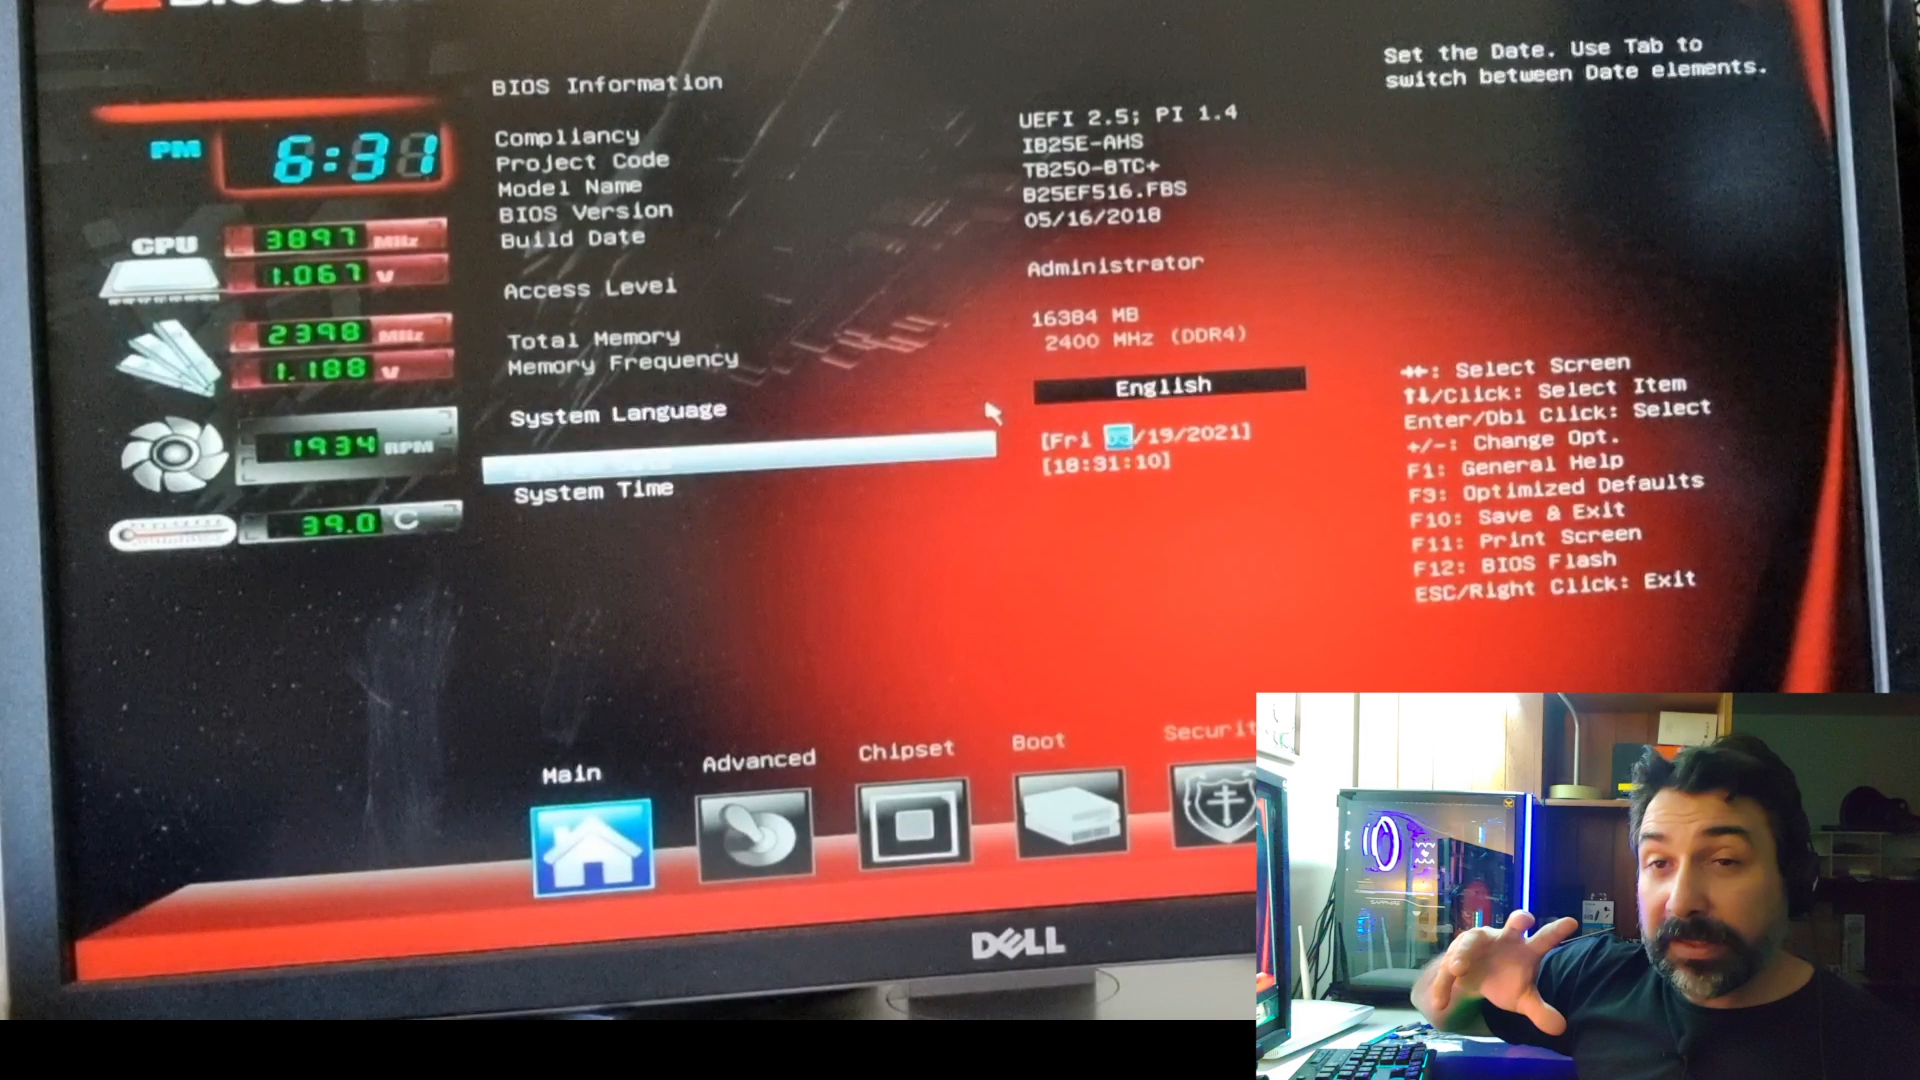 Set the Date. Use Tab to
switch between Date elements.
BIOS Information
Compliancy UEFI 2.5; PI 1.4
Project Code IB25E-AHS
Model Name TB250-BTC+
BIOS Version B25EF516.FBS
Build Date 05/16/2018
Access Level Administrator
Total Memory 16384 MB
Memory Frequency 2400 MHz (DDR4)
System Language English
[Fri 03/19/2021]
System Time [18:31:10]
PM 6:31
CPU 3897 MHz
1.067 V
2398 MHz
1.188 V
1934 RPM
39.0 C
→←: Select Screen
↑↓/Click: Select Item
Enter/Dbl Click: Select
+/-: Change Opt.
F1: General Help
F3: Optimized Defaults
F10: Save & Exit
F11: Print Screen
F12: BIOS Flash
ESC/Right Click: Exit
Main Advanced Chipset Boot Securit
DELL